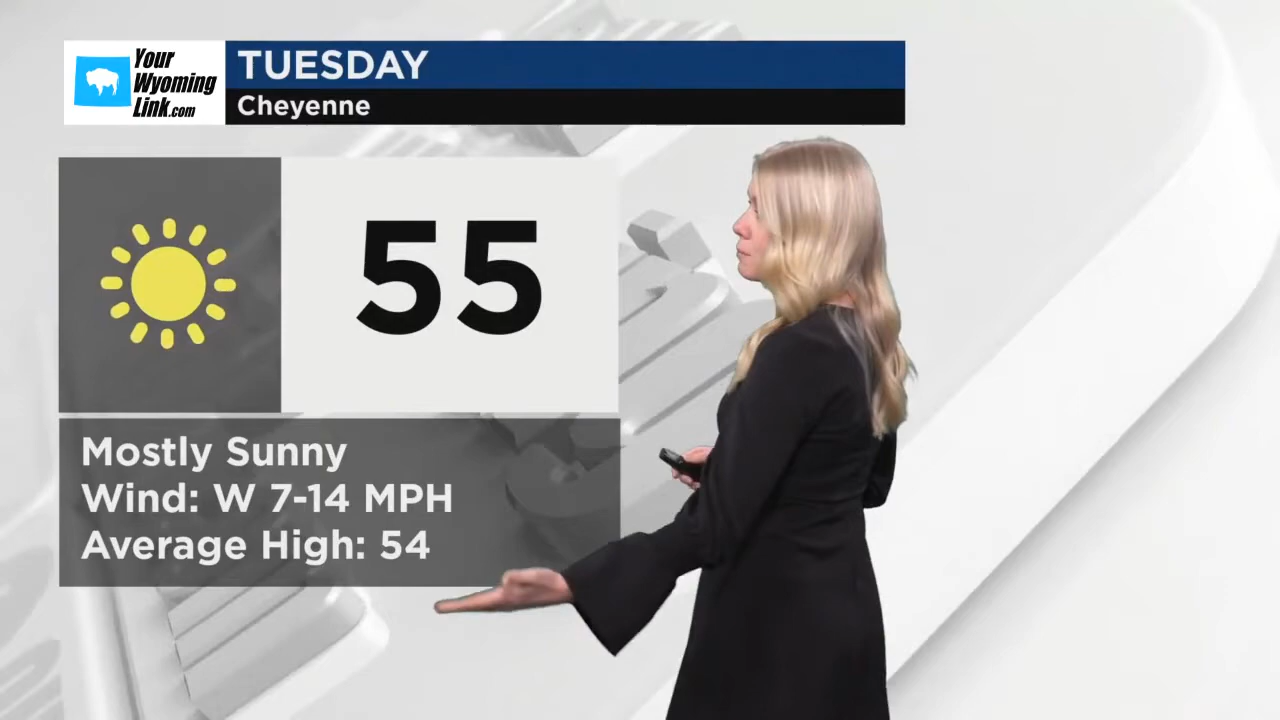 Your
Wyoming
Link.com
TUESDAY
Cheyenne
55
Mostly Sunny
Wind: W 7-14 MPH
Average High: 54